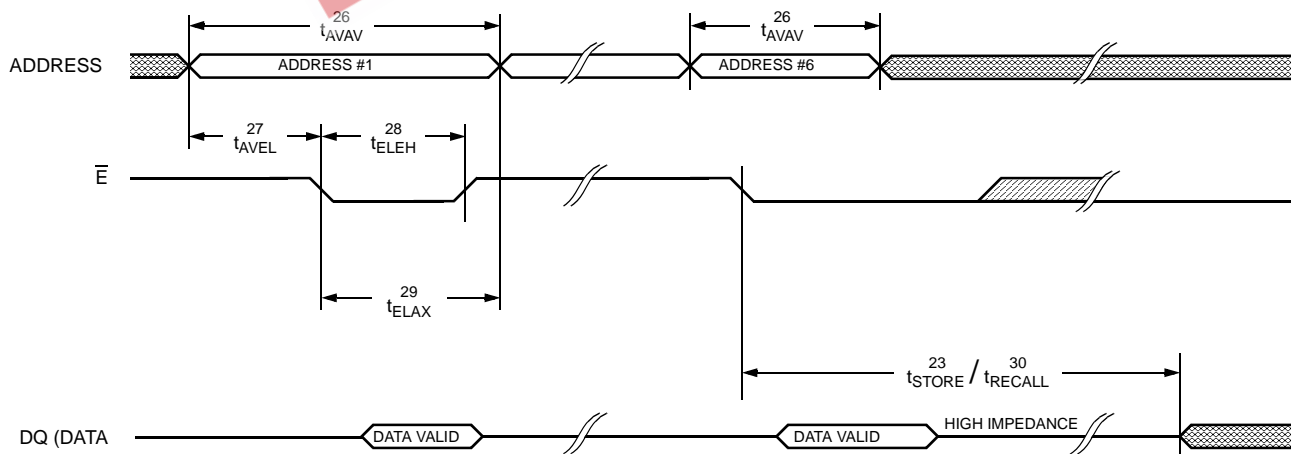 26 26
tAVAV tAVAV
ADDRESS ADDRESS #1 ADDRESS #6
27 28
tAVEL tELEH
E
29
tELAX
23 30
tSTORE / tRECALL
HIGH IMPEDANCE
DQ (DATA DATA VALID DATA VALID